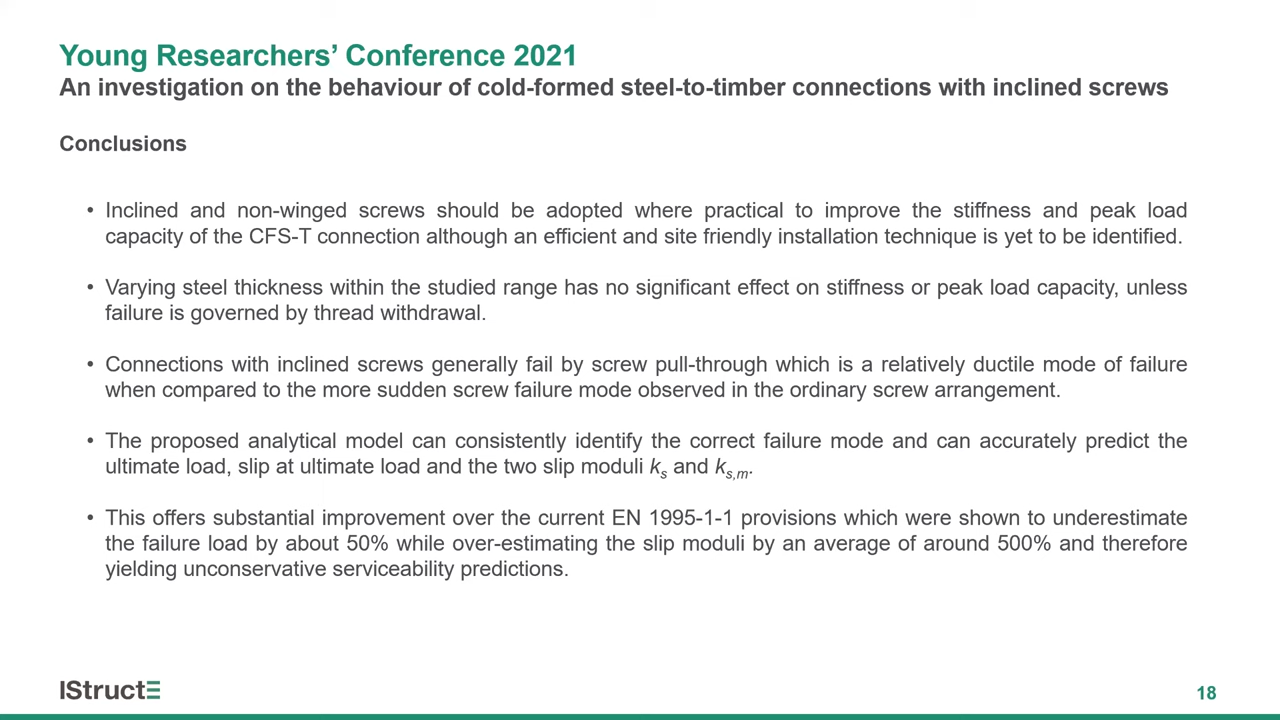 Young Researchers’ Conference 2021
An investigation on the behaviour of cold-formed steel-to-timber connections with inclined screws
Conclusions
• Inclined and non-winged screws should be adopted where practical to improve the stiffness and peak load
capacity of the CFS-T connection although an efficient and site friendly installation technique is yet to be identified.
• Varying steel thickness within the studied range has no significant effect on stiffness or peak load capacity, unless
failure is governed by thread withdrawal.
• Connections with inclined screws generally fail by screw pull-through which is a relatively ductile mode of failure
when compared to the more sudden screw failure mode observed in the ordinary screw arrangement.
• The proposed analytical model can consistently identify the correct failure mode and can accurately predict the
ultimate load, slip at ultimate load and the two slip moduli ks and ks,m.
• This offers substantial improvement over the current EN 1995-1-1 provisions which were shown to underestimate
the failure load by about 50% while over-estimating the slip moduli by an average of around 500% and therefore
yielding unconservative serviceability predictions.
IStructE
18